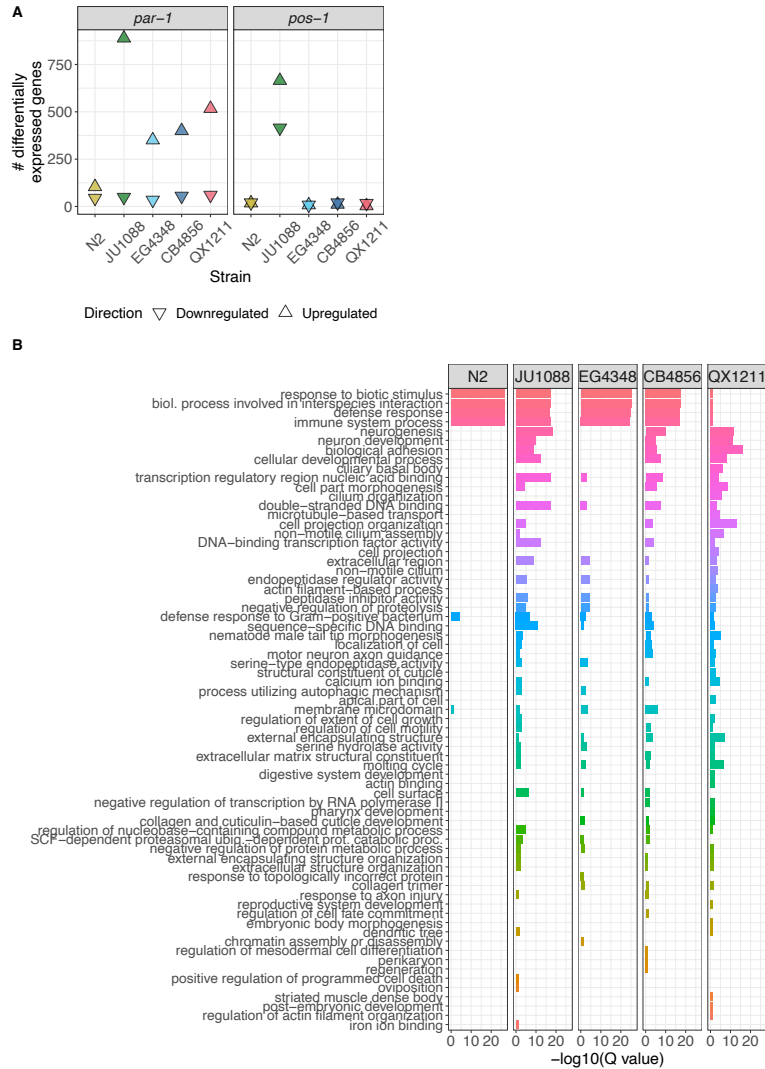 A
par−1
pos−1
# differentially
expressed genes
750
500
250
0
N2
JU1088
EG4348
CB4856
QX1211
N2
JU1088
EG4348
CB4856
QX1211
Strain
Direction
Downregulated
Upregulated
B
N2
JU1088
EG4348
CB4856
QX1211
response to biotic stimulus
biol. process involved in interspecies interaction
defense response
immune system process
neurogenesis
neuron development
biological adhesion
cellular developmental process
ciliary basal body
transcription regulatory region nucleic acid binding
cell part morphogenesis
cilium organization
double−stranded DNA binding
microtubule−based transport
cell projection organization
non−motile cilium assembly
DNA−binding transcription factor activity
cell projection
extracellular region
non−motile cilium
endopeptidase regulator activity
actin filament−based process
peptidase inhibitor activity
negative regulation of proteolysis
defense response to Gram−positive bacterium
sequence−specific DNA binding
nematode male tail tip morphogenesis
localization of cell
motor neuron axon guidance
serine−type endopeptidase activity
structural constituent of cuticle
calcium ion binding
process utilizing autophagic mechanism
apical part of cell
membrane microdomain
regulation of extent of cell growth
regulation of cell motility
external encapsulating structure
serine hydrolase activity
extracellular matrix structural constituent
molting cycle
digestive system development
actin binding
cell surface
negative regulation of transcription by RNA polymerase II
pharynx development
collagen and cuticulin−based cuticle development
regulation of nucleobase−containing compound metabolic process
SCF−dependent proteasomal ubiq.−dependent prot. catabolic proc.
negative regulation of protein metabolic process
external encapsulating structure organization
extracellular structure organization
response to topologically incorrect protein
collagen trimer
response to axon injury
reproductive system development
regulation of cell fate commitment
embryonic body morphogenesis
dendritic tree
chromatin assembly or disassembly
regulation of mesodermal cell differentiation
perikaryon
regeneration
positive regulation of programmed cell death
oviposition
striated muscle dense body
post−embryonic development
regulation of actin filament organization
iron ion binding
0 10 20
0 10 20
0 10 20
0 10 20
0 10 20
−log10(Q value)